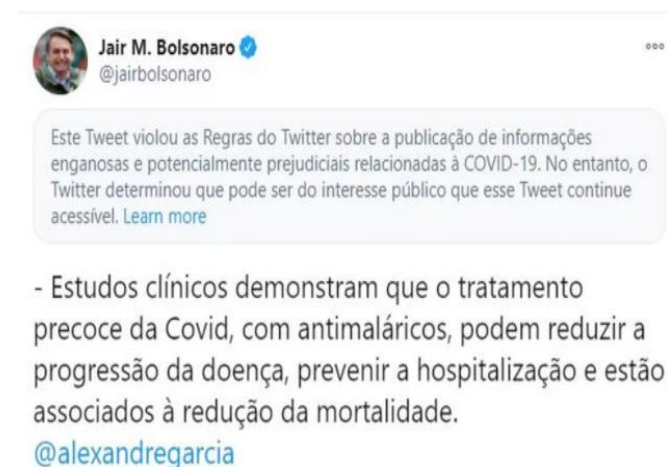 Jair M. Bolsonaro
@jairbolsonaro
Este Tweet violou as Regras do Twitter sobre a publicação de informações
enganosas e potencialmente prejudiciais relacionadas à COVID-19. No entanto, o
Twitter determinou que pode ser do interesse público que esse Tweet continue
acessível. Learn more
- Estudos clínicos demonstram que o tratamento
precoce da Covid, com antimaláricos, podem reduzir a
progressão da doença, prevenir a hospitalização e estão
associados à redução da mortalidade.
@alexandregarcia